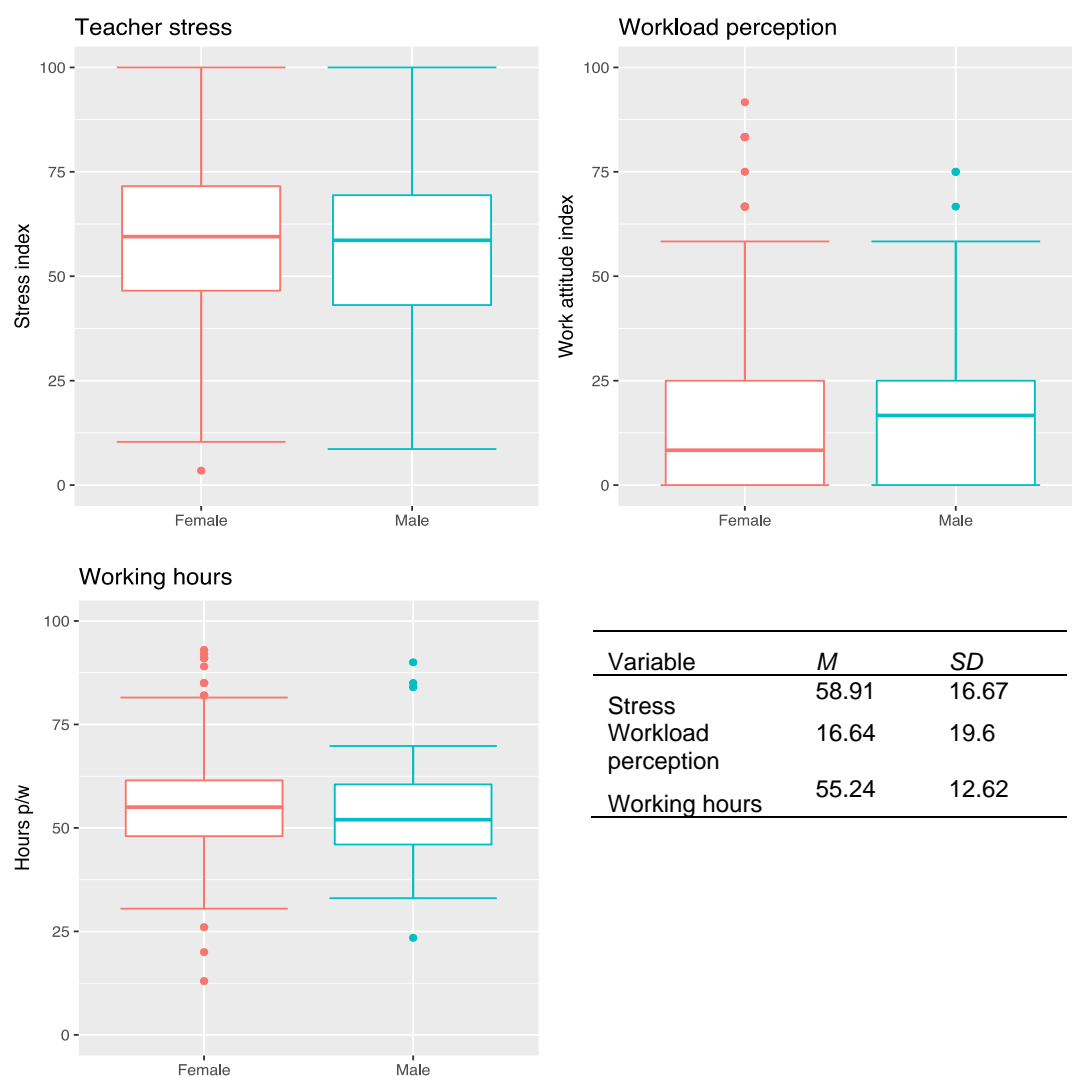 Teacher stress
Stress index
100
75
50
25
0
Female Male
Workload perception
Work attitude index
100
75
50
25
0
Female Male
Working hours
Hours p/w
100
75
50
25
0
Female Male
Variable M SD
Stress 58.91 16.67
Workload 16.64 19.6
perception
Working hours 55.24 12.62